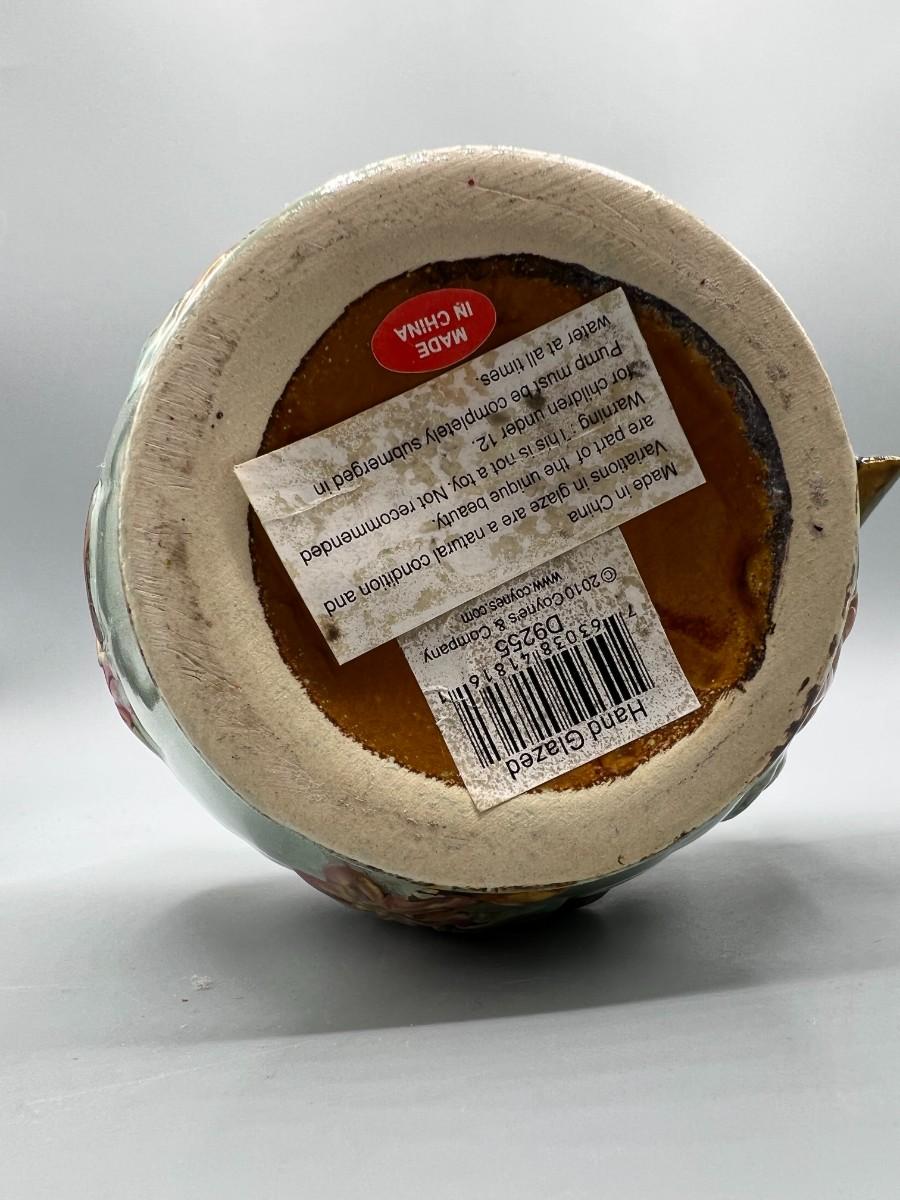 MADE
IN CHINA
Made in China
Variations in glaze are a natural condition and
are part of the unique beauty.
Warning : This is not a toy. Not recommended
for children under 12.
Pump must be completely submerged in
water at all times.
Hand Glazed
7 63038 41816
D9255
© 2010 Coynes & Company
www.coynes.com